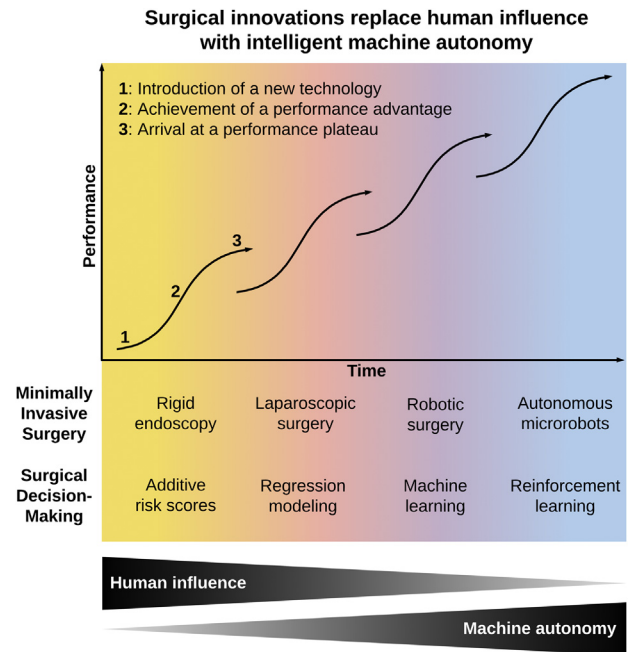 Surgical innovations replace human influence
with intelligent machine autonomy
1: Introduction of a new technology
2: Achievement of a performance advantage
3: Arrival at a performance plateau
Performance
3
2
1
Time
Minimally
Invasive
Surgery
Rigid
endoscopy
Laparoscopic
surgery
Robotic
surgery
Autonomous
microrobots
Surgical
Decision-
Making
Additive
risk scores
Regression
modeling
Machine
learning
Reinforcement
learning
Human influence
Machine autonomy